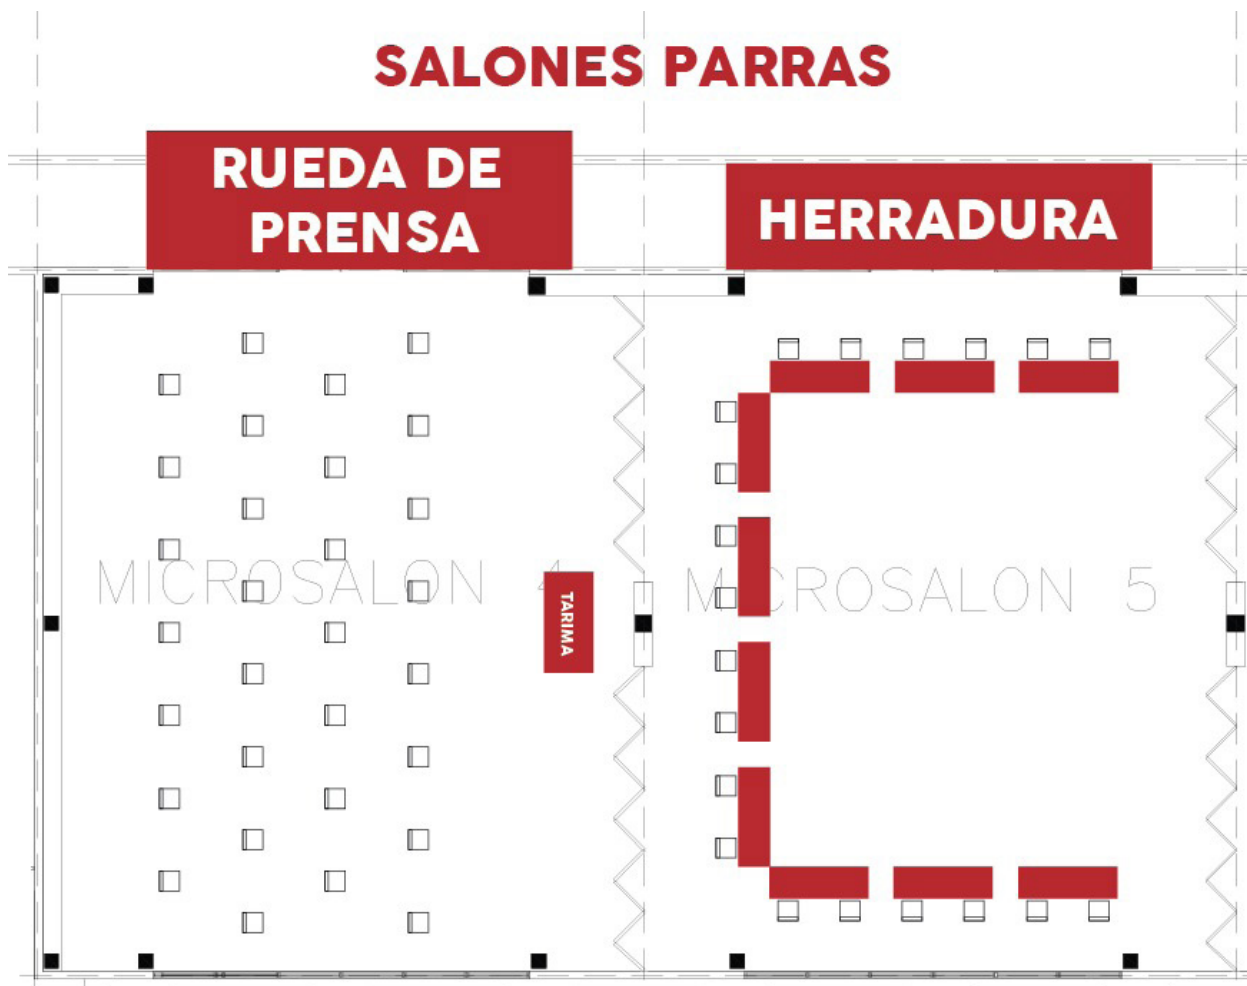 SALONES PARRAS
RUEDA DE
PRENSA
HERRADURA
MICROSALON 4
MICROSALON 5
TARIMA